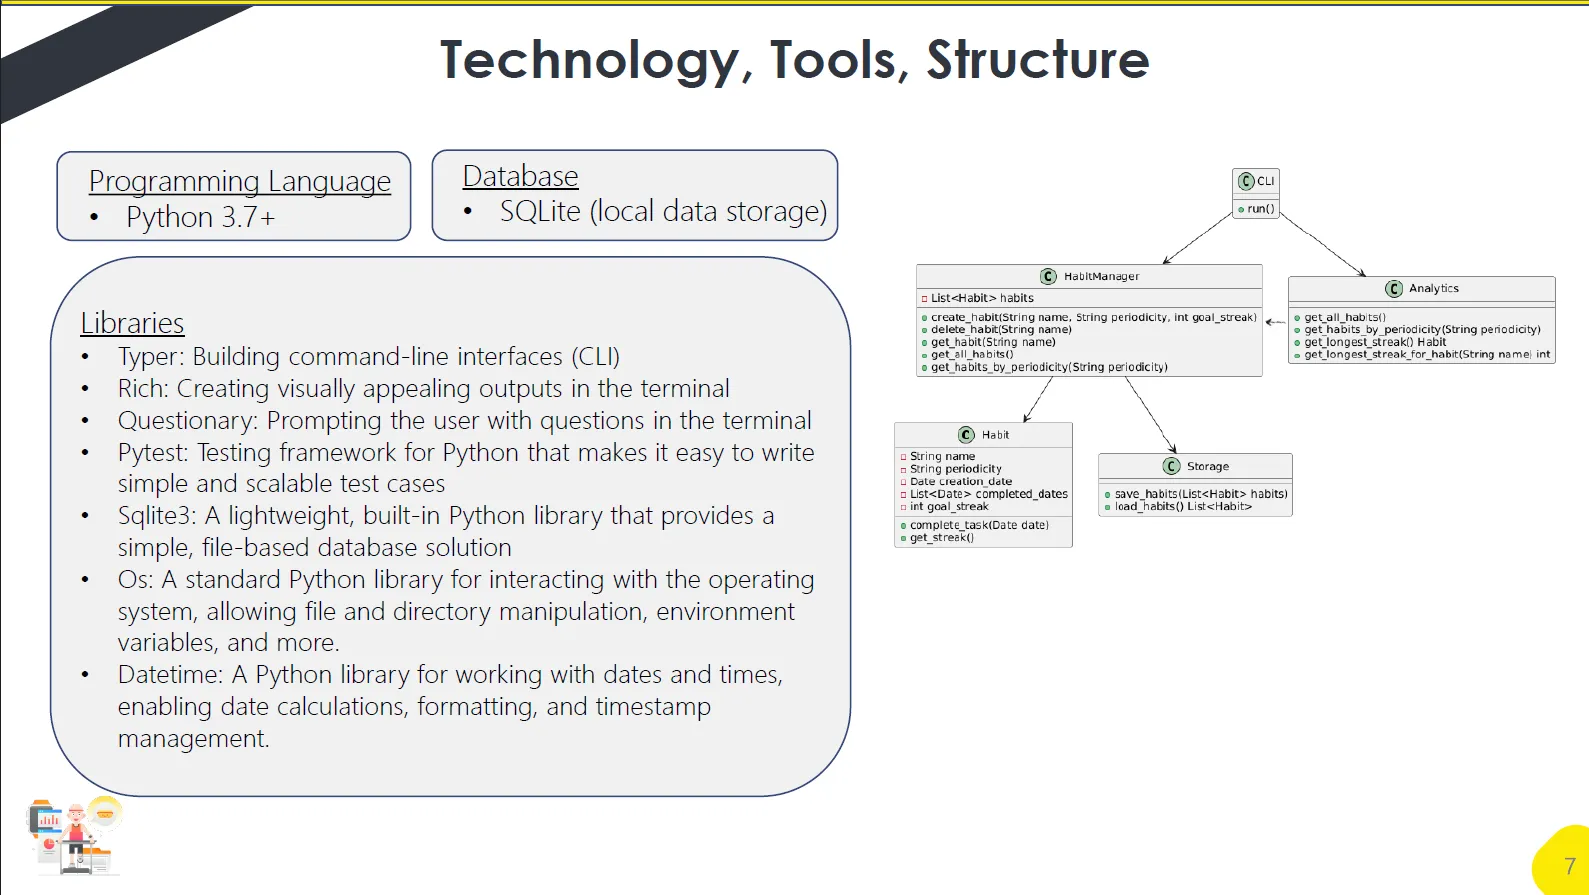 Technology, Tools, Structure
Programming Language
• Python 3.7+
Database
• SQLite (local data storage)
Libraries
• Typer: Building command-line interfaces (CLI)
• Rich: Creating visually appealing outputs in the terminal
• Questionary: Prompting the user with questions in the terminal
• Pytest: Testing framework for Python that makes it easy to write
simple and scalable test cases
• Sqlite3: A lightweight, built-in Python library that provides a
simple, file-based database solution
• Os: A standard Python library for interacting with the operating
system, allowing file and directory manipulation, environment
variables, and more.
• Datetime: A Python library for working with dates and times,
enabling date calculations, formatting, and timestamp
management.
C CLI
run()
C HabitManager
List<Habit> habits
create_habit(String name, String periodicity, int goal_streak)
delete_habit(String name)
get_habit(String name)
get_all_habits()
get_habits_by_periodicity(String periodicity)
C Analytics
get_all_habits()
get_habits_by_periodicity(String periodicity)
get_longest_streak() Habit
get_longest_streak_for_habit(String name) int
C Habit
String name
String periodicity
Date creation_date
List<Date> completed_dates
int goal_streak
complete_task(Date date)
get_streak()
C Storage
save_habits(List<Habit> habits)
load_habits() List<Habit>
7